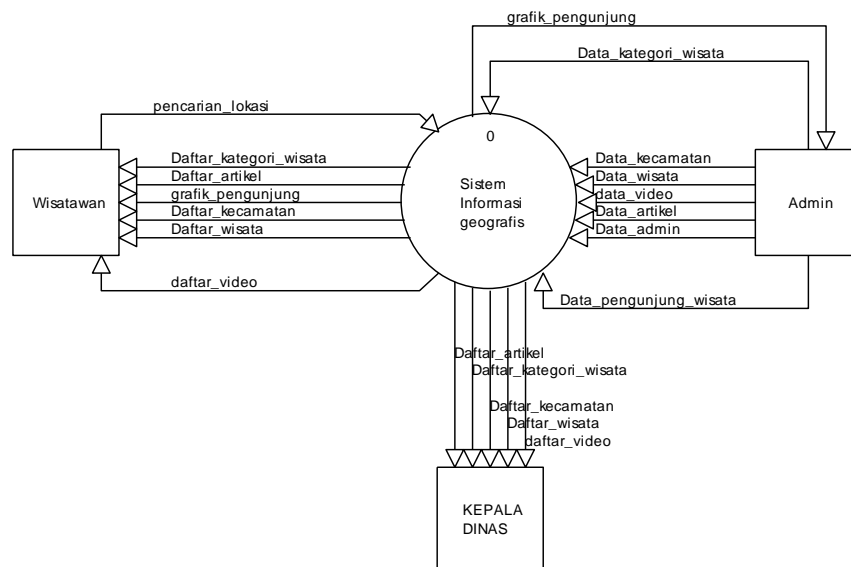 grafik_pengunjung
Data_kategori_wisata
pencarian_lokasi
0
Daftar_kategori_wisata
Daftar_artikel
grafik_pengunjung
Daftar_kecamatan
Daftar_wisata
Wisatawan
Sistem
Informasi
geografis
Data_kecamatan
Data_wisata
data_video
Data_artikel
Data_admin
Admin
daftar_video
Data_pengunjung_wisata
Daftar_artikel
Daftar_kategori_wisata
Daftar_kecamatan
Daftar_wisata
daftar_video
KEPALA
DINAS